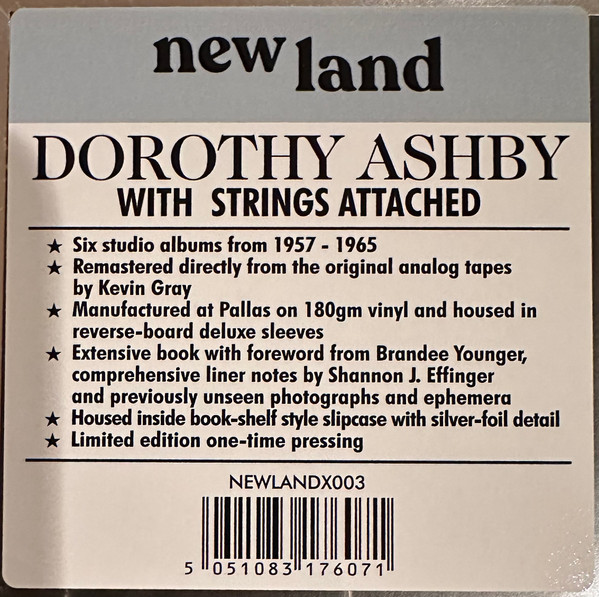 new land
DOROTHY ASHBY
WITH STRINGS ATTACHED
★ Six studio albums from 1957 - 1965
★ Remastered directly from the original analog tapes
by Kevin Gray
★ Manufactured at Pallas on 180gm vinyl and housed in
reverse-board deluxe sleeves
★ Extensive book with foreword from Brandee Younger,
comprehensive liner notes by Shannon J. Effinger
and previously unseen photographs and ephemera
★ Housed inside book-shelf style slipcase with silver-foil detail
★ Limited edition one-time pressing
NEWLANDX003
5 051083 176071